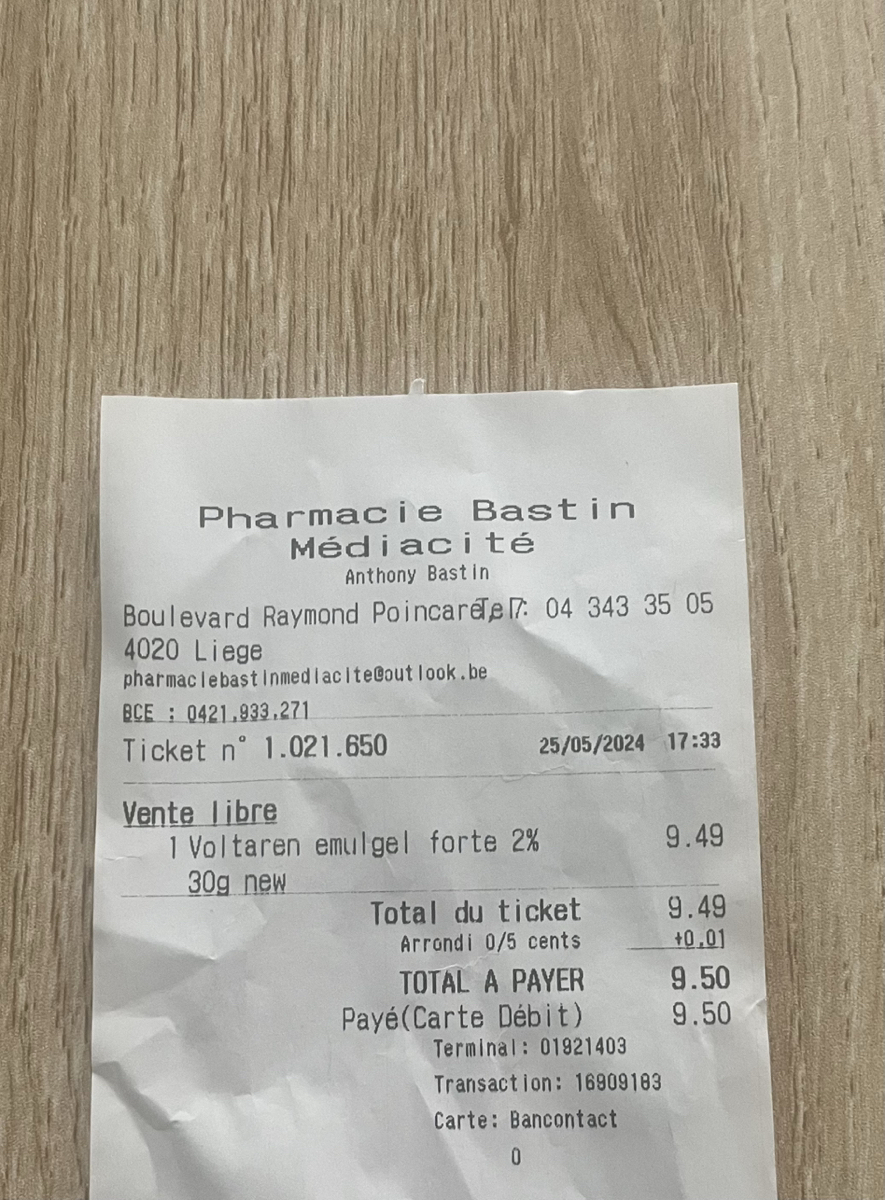 Pharmacie Bastin
Médiacité
Anthony Bastin
Boulevard Raymond Poincaré, 7 Tel : 04 343 35 05
4020 Liege
pharmaciebastinmediacite@outlook.be
BCE : 0421.933.271
Ticket n° 1.021.650 25/05/2024 17:33
Vente libre
1 Voltaren emulgel forte 2% 9.49
30g new
Total du ticket 9.49
Arrondi 0/5 cents +0.01
TOTAL A PAYER 9.50
Payé(Carte Débit) 9.50
Terminal: 01821403
Transaction: 16909183
Carte: Bancontact
0